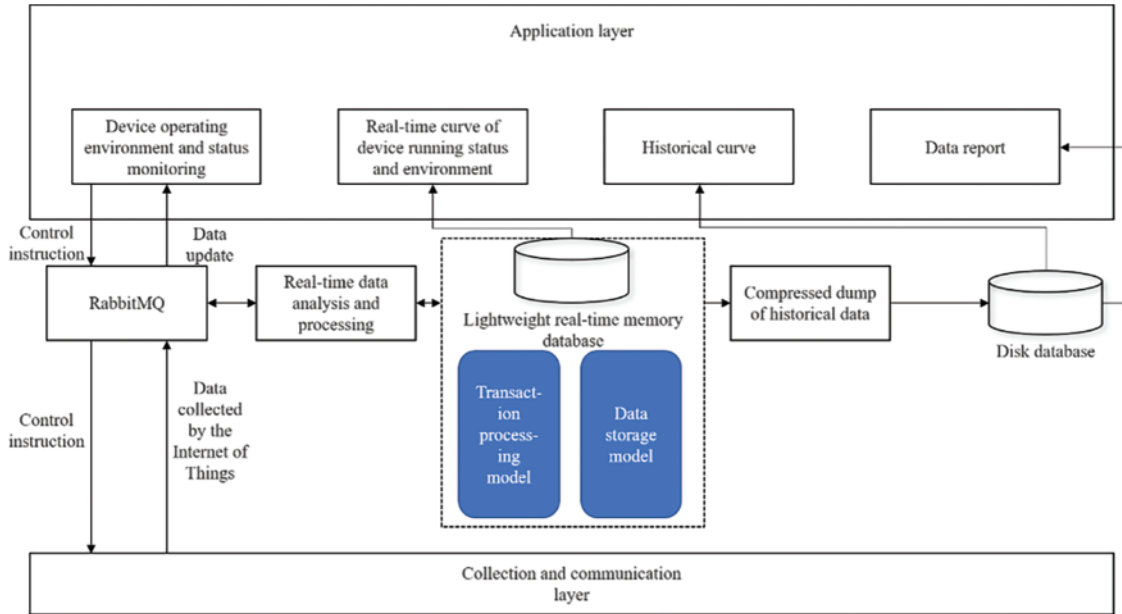 Application layer
Device operating
environment and status
monitoring
Real-time curve of
device running status
and environment
Historical curve
Data report
Control
instruction
Data
update
RabbitMQ
Real-time data
analysis and
processing
Lightweight real-time memory
database
Compressed dump
of historical data
Disk database
Transact-
ion
process-
ing
model
Data
storage
model
Control
instruction
Data
collected
by the
Internet of
Things
Collection and communication
layer